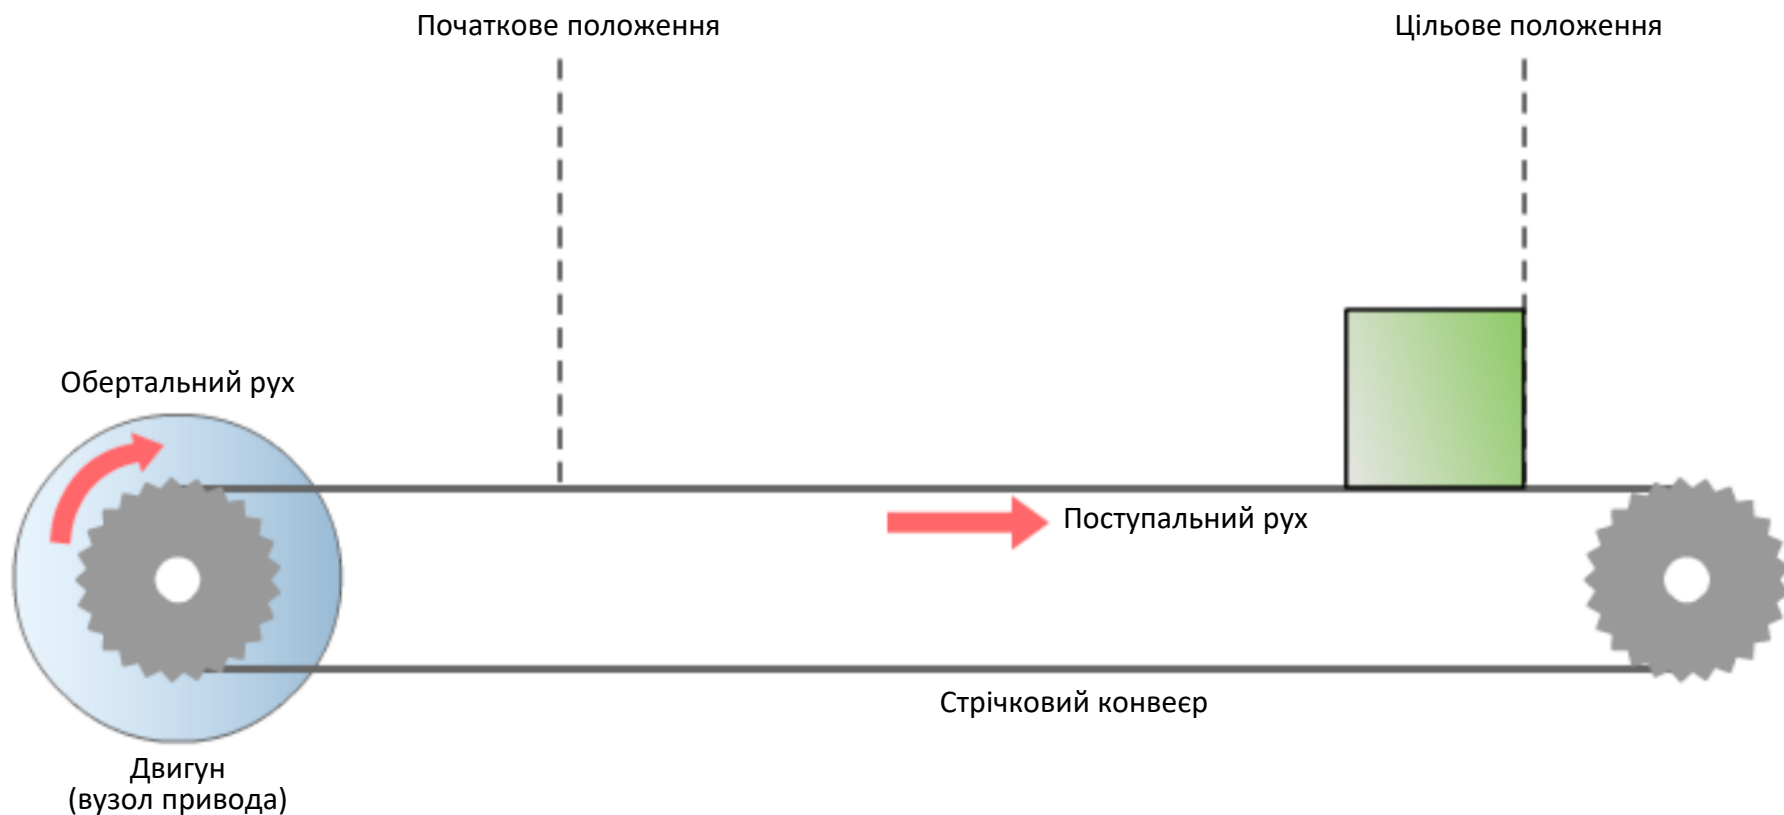 Початкове положення
Цільове положення
Обертальний рух
Поступальний рух
Стрічковий конвеєр
Двигун
(вузол привода)